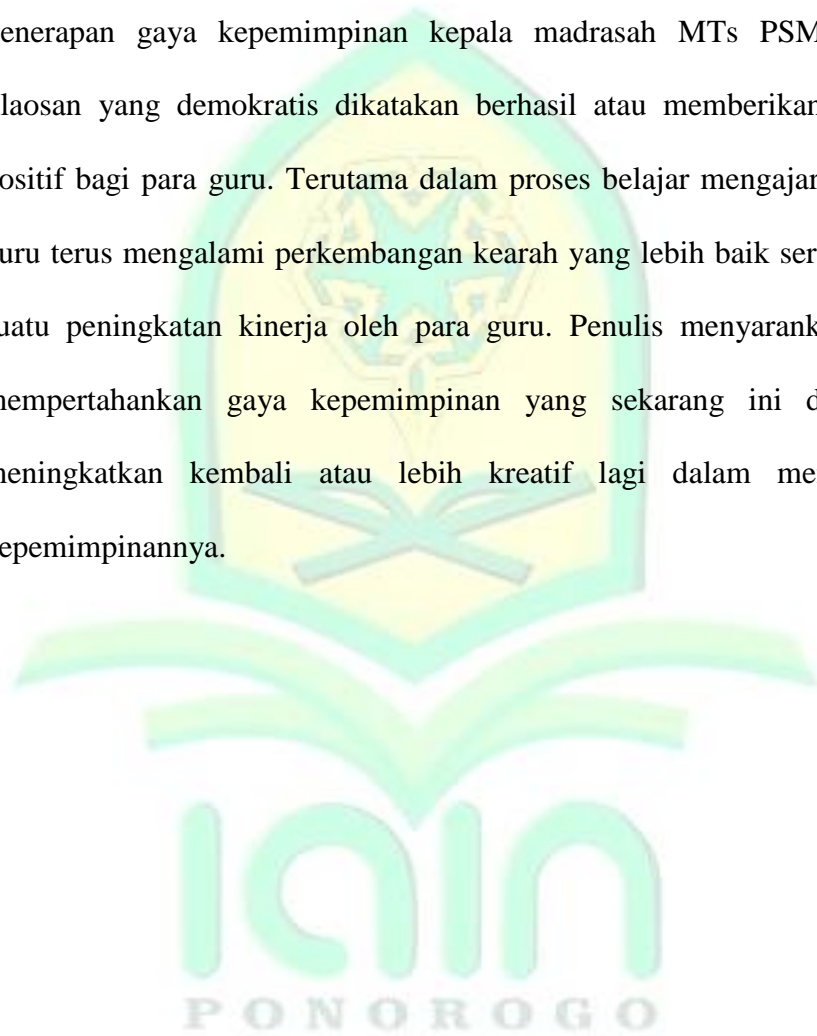 enerapan gaya kepemimpinan kepala madrasah MTs PSM
laosan yang demokratis dikatakan berhasil atau memberikan
ositif bagi para guru. Terutama dalam proses belajar mengajar
uru terus mengalami perkembangan kearah yang lebih baik ser
uatu peningkatan kinerja oleh para guru. Penulis menyarank
mempertahankan gaya kepemimpinan yang sekarang ini d
meningkatkan kembali atau lebih kreatif lagi dalam me
epemimpinannya.
iain
PONOROGO